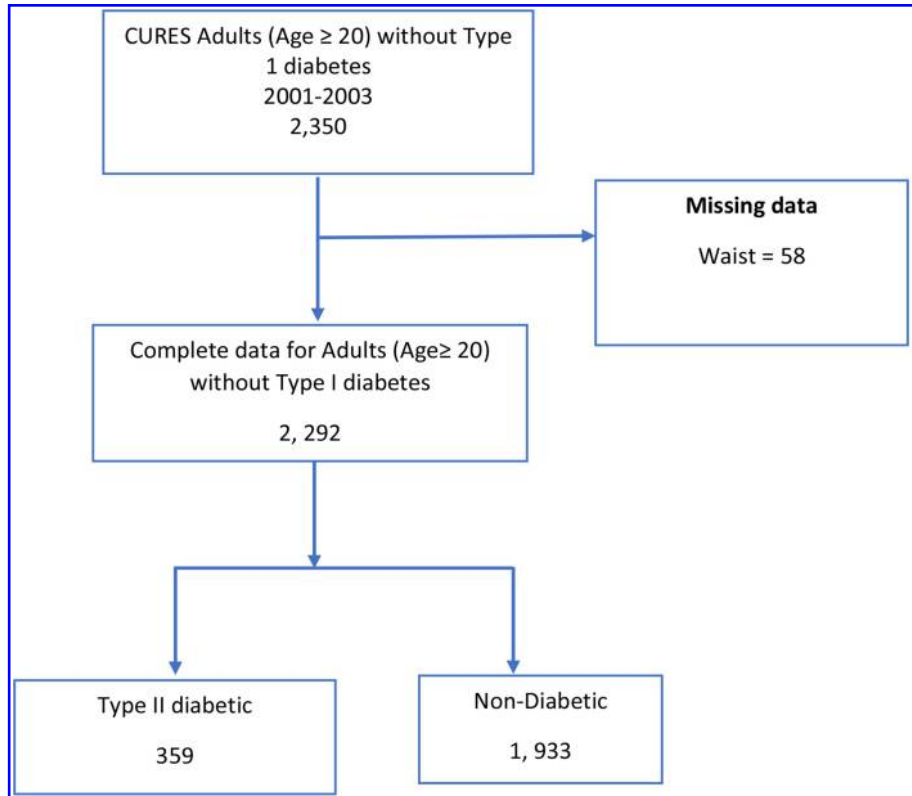 CURES Adults (Age ≥ 20) without Type
1 diabetes
2001-2003
2,350
Missing data
Waist = 58
Complete data for Adults (Age≥ 20)
without Type I diabetes
2, 292
Type II diabetic
359
Non-Diabetic
1, 933